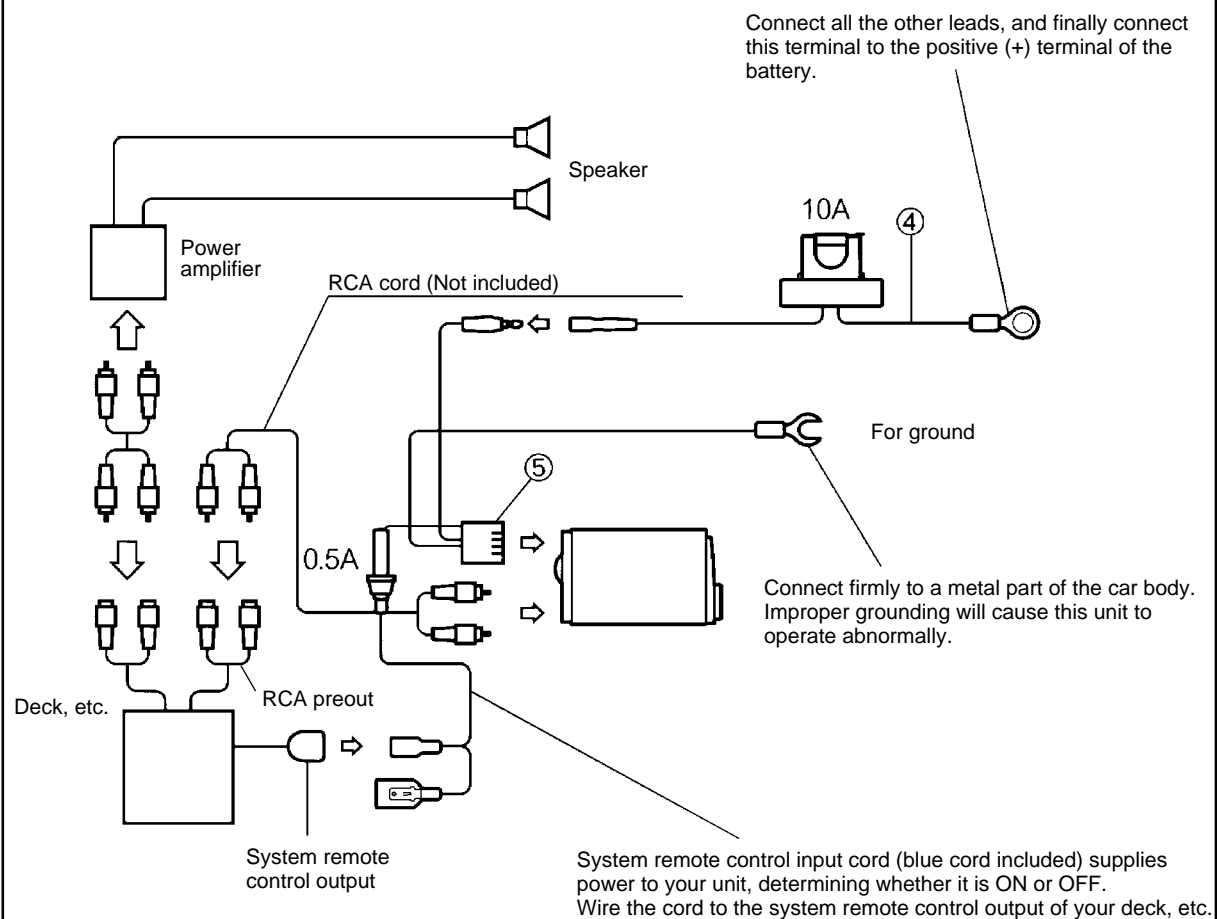 Connect all the other leads, and finally connect
this terminal to the positive (+) terminal of the
battery.
Speaker
10A
④
Power
amplifier
RCA cord (Not included)
For ground
⑤
0.5A
Connect firmly to a metal part of the car body.
Improper grounding will cause this unit to
operate abnormally.
Deck, etc.
RCA preout
System remote
control output
System remote control input cord (blue cord included) supplies
power to your unit, determining whether it is ON or OFF.
Wire the cord to the system remote control output of your deck, etc.